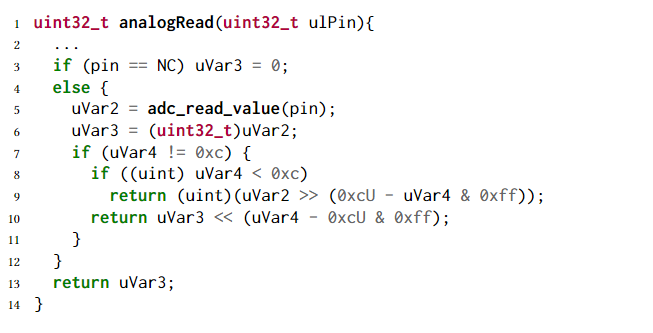 1 uint32_t analogRead(uint32_t ulPin){
2   ...
3   if (pin == NC) uVar3 = 0;
4   else {
5     uVar2 = adc_read_value(pin);
6     uVar3 = (uint32_t)uVar2;
7     if (uVar4 != 0xc) {
8       if ((uint) uVar4 < 0xc)
9         return (uint)(uVar2 >> (0xcU - uVar4 & 0xff));
10       return uVar3 << (uVar4 - 0xcU & 0xff);
11     }
12   }
13   return uVar3;
14 }